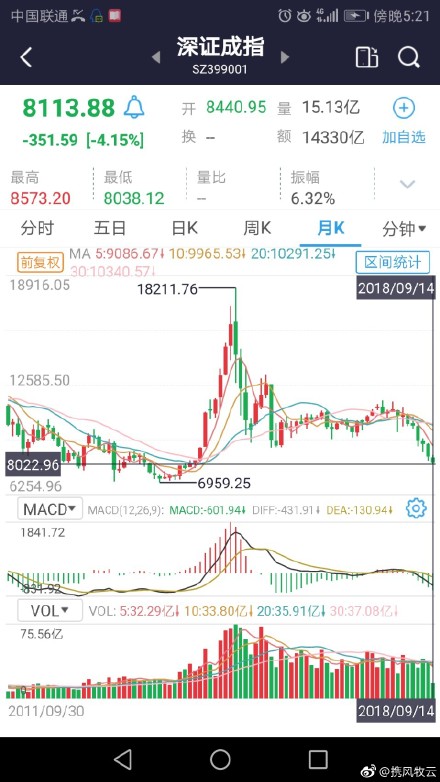 中国联通 4G 傍晚5:21
深证成指
SZ399001
8113.88 开 8440.95 量 15.13亿
-351.59 [-4.15%] 换 -- 额 14330亿 加自选
最高 最低 量比 振幅
8573.20 8038.12 -- 6.32%
分时 五日 日K 周K 月K 分钟
前复权 MA 5:9086.67↓ 10:9965.53↓ 20:10291.25↓ 区间统计
30:10340.57↓
18916.05 18211.76 2018/09/14
12585.50
8022.96
6254.96 6959.25
MACD MACD(12,26,9): MACD:-601.94↓ DIFF:-431.91↓ DEA:-130.94↓
1841.72
-834.92
VOL VOL: 5:32.29亿↓ 10:33.80亿↓ 20:35.91亿↓ 30:37.08亿↓
75.56亿
0
2011/09/30 2018/09/14
@携风牧云